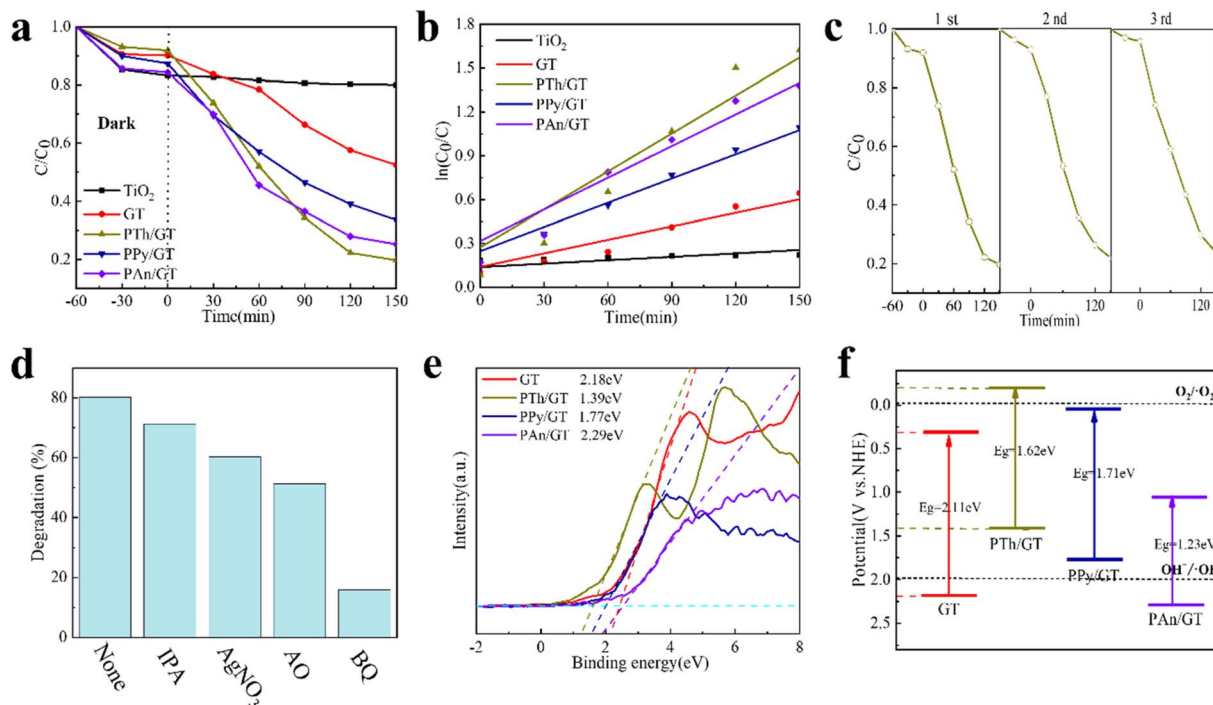 a
1.0
0.8
0.6
0.4
0.2
C/C0
Dark
TiO2
GT
PTh/GT
PPy/GT
PAn/GT
-60 -30 0 30 60 90 120 150
Time(min)
b
1.8
1.5
1.2
0.9
0.6
0.3
0.0
ln(C0/C)
TiO2
GT
PTh/GT
PPy/GT
PAn/GT
0 30 60 90 120 150
Time(min)
c
1 st 2 nd 3 rd
1.0
0.8
0.6
0.4
0.2
C/C0
-60 0 60 120 0 120 0 120
Time(min)
d
80
60
40
20
0
Degradation (%)
None
IPA
AgNO3
AO
BQ
e
GT 2.18eV
PTh/GT 1.39eV
PPy/GT 1.77eV
PAn/GT 2.29eV
Intensity(a.u.)
-2 0 2 4 6 8
Binding energy(eV)
f
0.0
0.5
1.0
1.5
2.0
2.5
Potential(V vs.NHE)
O2/·O2
Eg=1.62eV
Eg=1.71eV
Eg=2.11eV
PTh/GT
Eg=1.23eV
PPy/GT
OH⁻/·OH
GT
PAn/GT